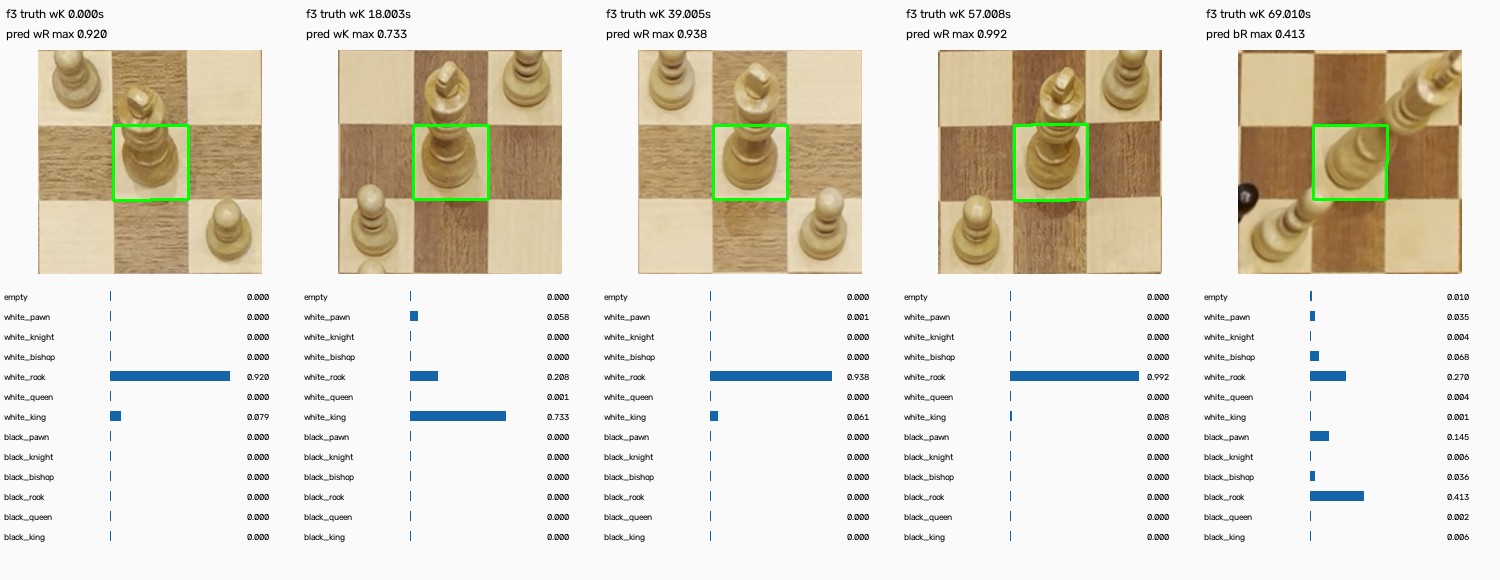 f3 truth wK 0.000s
pred wR max 0.920
empty 0.000
white_pawn 0.000
white_knight 0.000
white_bishop 0.000
white_rook 0.920
white_queen 0.000
white_king 0.079
black_pawn 0.000
black_knight 0.000
black_bishop 0.000
black_rook 0.000
black_queen 0.000
black_king 0.000
f3 truth wK 18.003s
pred wK max 0.733
empty 0.000
white_pawn 0.058
white_knight 0.000
white_bishop 0.000
white_rook 0.208
white_queen 0.001
white_king 0.733
black_pawn 0.000
black_knight 0.000
black_bishop 0.000
black_rook 0.000
black_queen 0.000
black_king 0.000
f3 truth wK 39.005s
pred wR max 0.938
empty 0.000
white_pawn 0.001
white_knight 0.000
white_bishop 0.000
white_rook 0.938
white_queen 0.000
white_king 0.061
black_pawn 0.000
black_knight 0.000
black_bishop 0.000
black_rook 0.000
black_queen 0.000
black_king 0.000
f3 truth wK 57.008s
pred wR max 0.992
empty 0.000
white_pawn 0.000
white_knight 0.000
white_bishop 0.000
white_rook 0.992
white_queen 0.000
white_king 0.008
black_pawn 0.000
black_knight 0.000
black_bishop 0.000
black_rook 0.000
black_queen 0.000
black_king 0.000
f3 truth wK 69.010s
pred bR max 0.413
empty 0.010
white_pawn 0.035
white_knight 0.004
white_bishop 0.068
white_rook 0.270
white_queen 0.004
white_king 0.001
black_pawn 0.145
black_knight 0.006
black_bishop 0.036
black_rook 0.413
black_queen 0.002
black_king 0.006